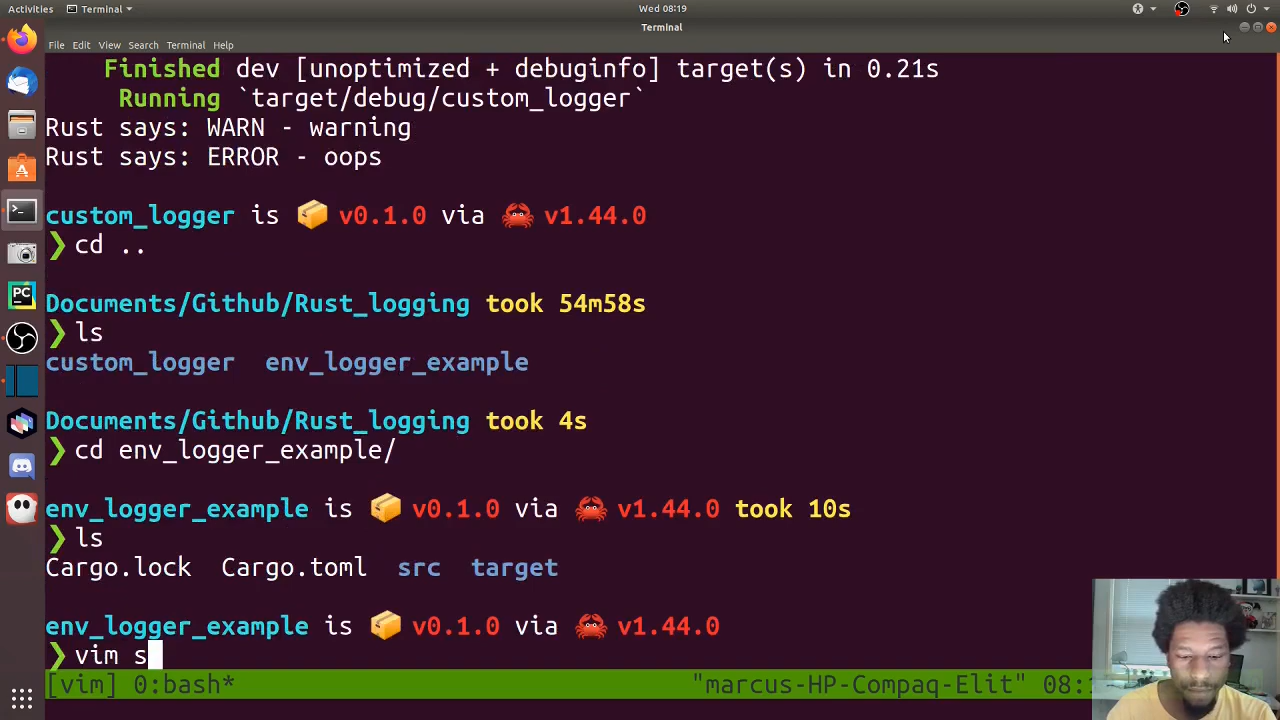 Activities Terminal Wed 08:19
Terminal
File Edit View Search Terminal Help
Finished dev [unoptimized + debuginfo] target(s) in 0.21s
Running `target/debug/custom_logger`
Rust says: WARN - warning
Rust says: ERROR - oops
custom_logger is 📦 v0.1.0 via 🦀 v1.44.0
❯ cd ..
Documents/Github/Rust_logging took 54m58s
❯ ls
custom_logger env_logger_example
Documents/Github/Rust_logging took 4s
❯ cd env_logger_example/
env_logger_example is 📦 v0.1.0 via 🦀 v1.44.0 took 10s
❯ ls
Cargo.lock Cargo.toml src target
env_logger_example is 📦 v0.1.0 via 🦀 v1.44.0
❯ vim s
[vim] 0:bash* "marcus-HP-Compaq-Elit" 08:
PC